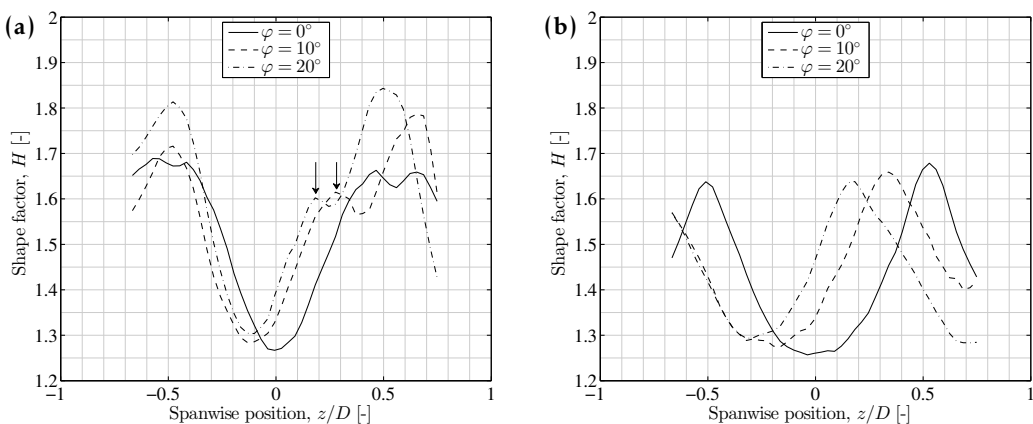 (a)
φ = 0°
φ = 10°
φ = 20°
2
1.9
1.8
1.7
1.6
1.5
1.4
1.3
1.2
Shape factor, H [-]
−1
−0.5
0
0.5
1
Spanwise position, z/D [-]
(b)
φ = 0°
φ = 10°
φ = 20°
2
1.9
1.8
1.7
1.6
1.5
1.4
1.3
1.2
Shape factor, H [-]
−1
−0.5
0
0.5
1
Spanwise position, z/D [-]